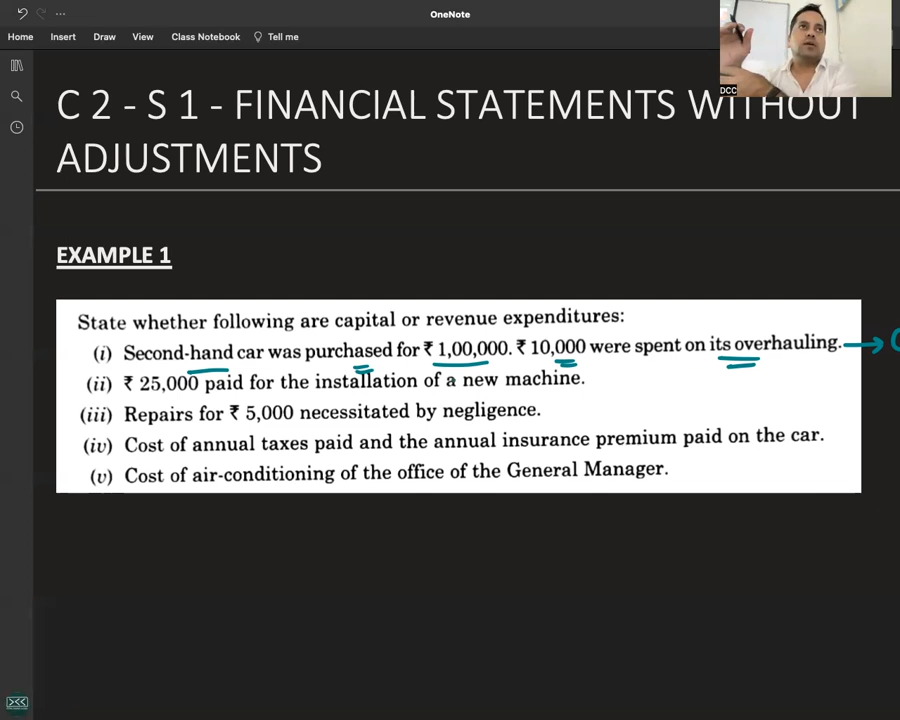 OneNote
Home Insert Draw View Class Notebook Tell me
DCC
C 2 - S 1 - FINANCIAL STATEMENTS WITHOUT
ADJUSTMENTS
EXAMPLE 1
State whether following are capital or revenue expenditures:
(i) Second-hand car was purchased for ₹ 1,00,000. ₹ 10,000 were spent on its overhauling.
(ii) ₹ 25,000 paid for the installation of a new machine.
(iii) Repairs for ₹ 5,000 necessitated by negligence.
(iv) Cost of annual taxes paid and the annual insurance premium paid on the car.
(v) Cost of air-conditioning of the office of the General Manager.